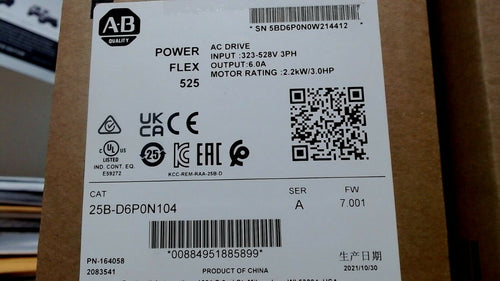 A-B
QUALITY
* SN 5BD6P0N0W214412 *
POWER
FLEX
525
AC DRIVE
INPUT :323-528V 3PH
OUTPUT:6.0A
MOTOR RATING :2.2kW/3.0HP
UK
CA
CE
UL
c us
LISTED
IND. CONT. EQ.
E59272
25
EAC
KCC-REM-RAA-25B-D
CAT
25B-D6P0N104
SER
A
FW
7.001
*00884951885899*
PN-164058
2083541
PRODUCT OF CHINA
生产日期
2021/10/30